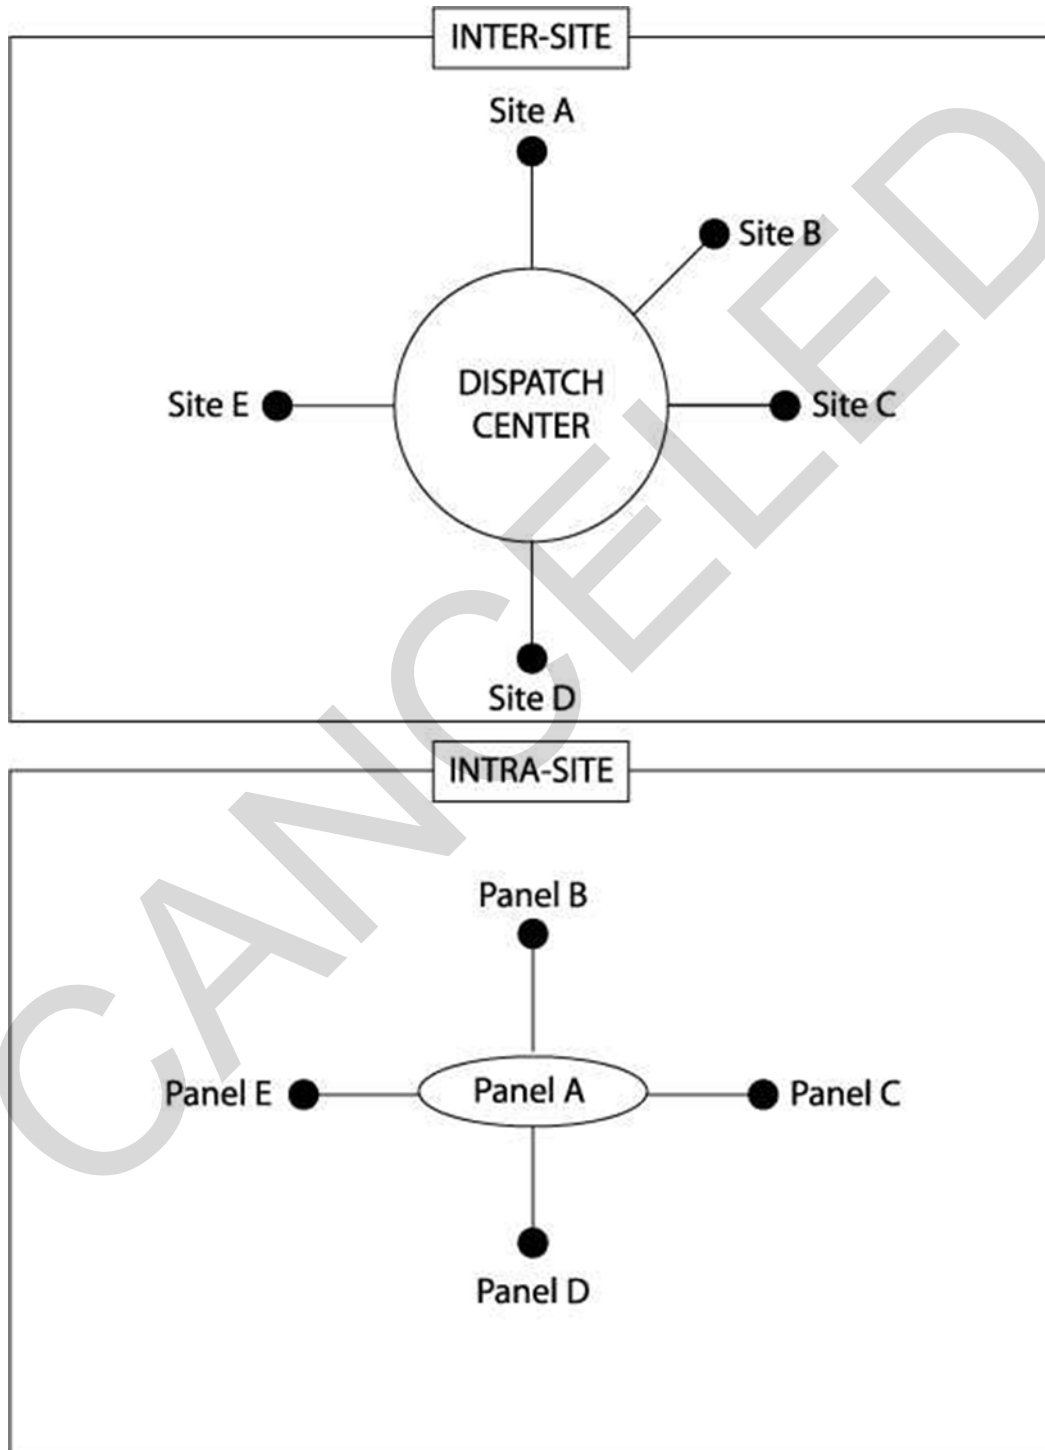 INTER-SITE
Site A
Site B
DISPATCH
CENTER
Site E
Site C
Site D
INTRA-SITE
Panel B
Panel E
Panel A
Panel C
Panel D
CANCELED